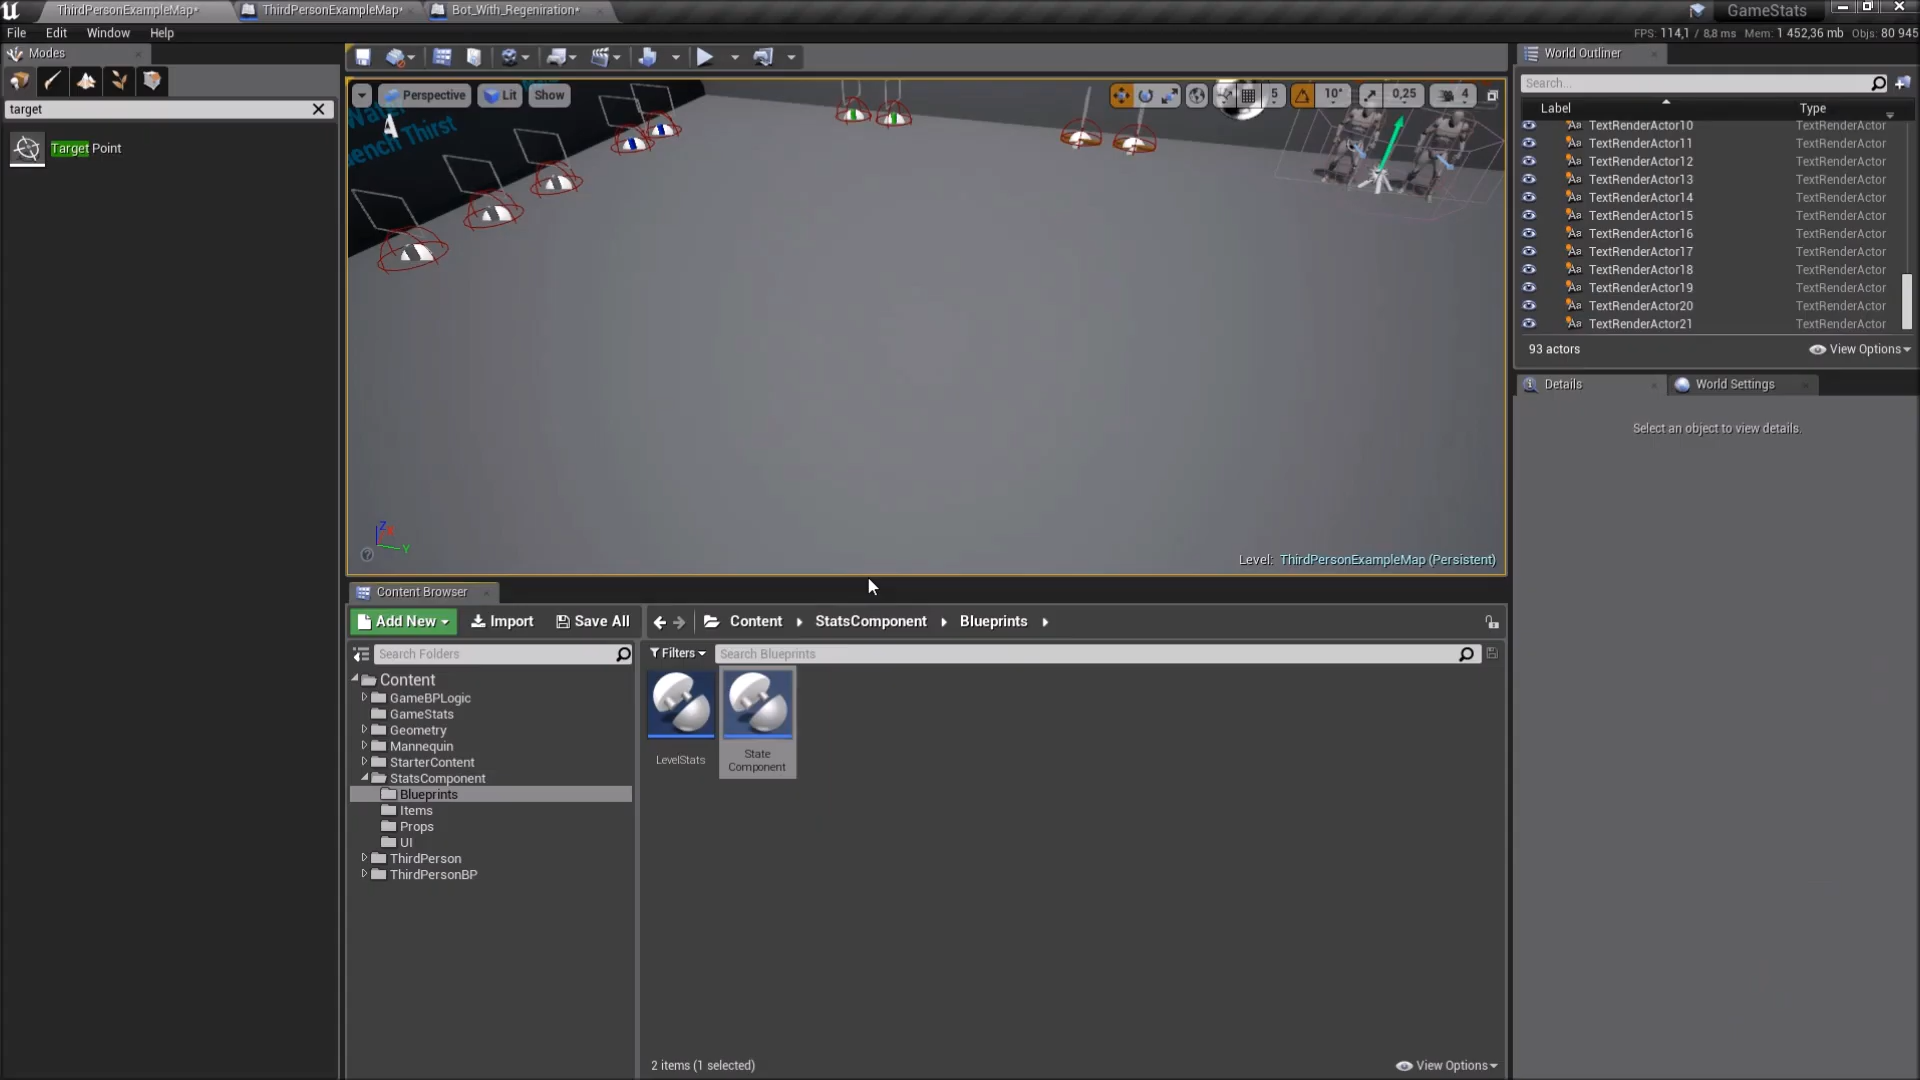 ThirdPersonExampleMap*
ThirdPersonExampleMap*
Bot_With_Regeniration*
GameStats
File Edit Window Help
FPS: 114,1 / 8,8 ms Mem: 1 452,36 mb Objs: 80 945
Modes
target
Target Point
Perspective Lit Show
5 10° 0,25 4
ench Thirst
Level: ThirdPersonExampleMap (Persistent)
Z
Y
World Outliner
Search...
Label Type
TextRenderActor10 TextRenderActor
TextRenderActor11 TextRenderActor
TextRenderActor12 TextRenderActor
TextRenderActor13 TextRenderActor
TextRenderActor14 TextRenderActor
TextRenderActor15 TextRenderActor
TextRenderActor16 TextRenderActor
TextRenderActor17 TextRenderActor
TextRenderActor18 TextRenderActor
TextRenderActor19 TextRenderActor
TextRenderActor20 TextRenderActor
TextRenderActor21 TextRenderActor
93 actors
View Options
Details
World Settings
Select an object to view details.
Content Browser
Add New Import Save All Content StatsComponent Blueprints
Search Folders
Filters Search Blueprints
Content
GameBPLogic
GameStats
Geometry
Mannequin
StarterContent
StatsComponent
Blueprints
Items
Props
UI
ThirdPerson
ThirdPersonBP
LevelStats
State
Component
2 items (1 selected)
View Options